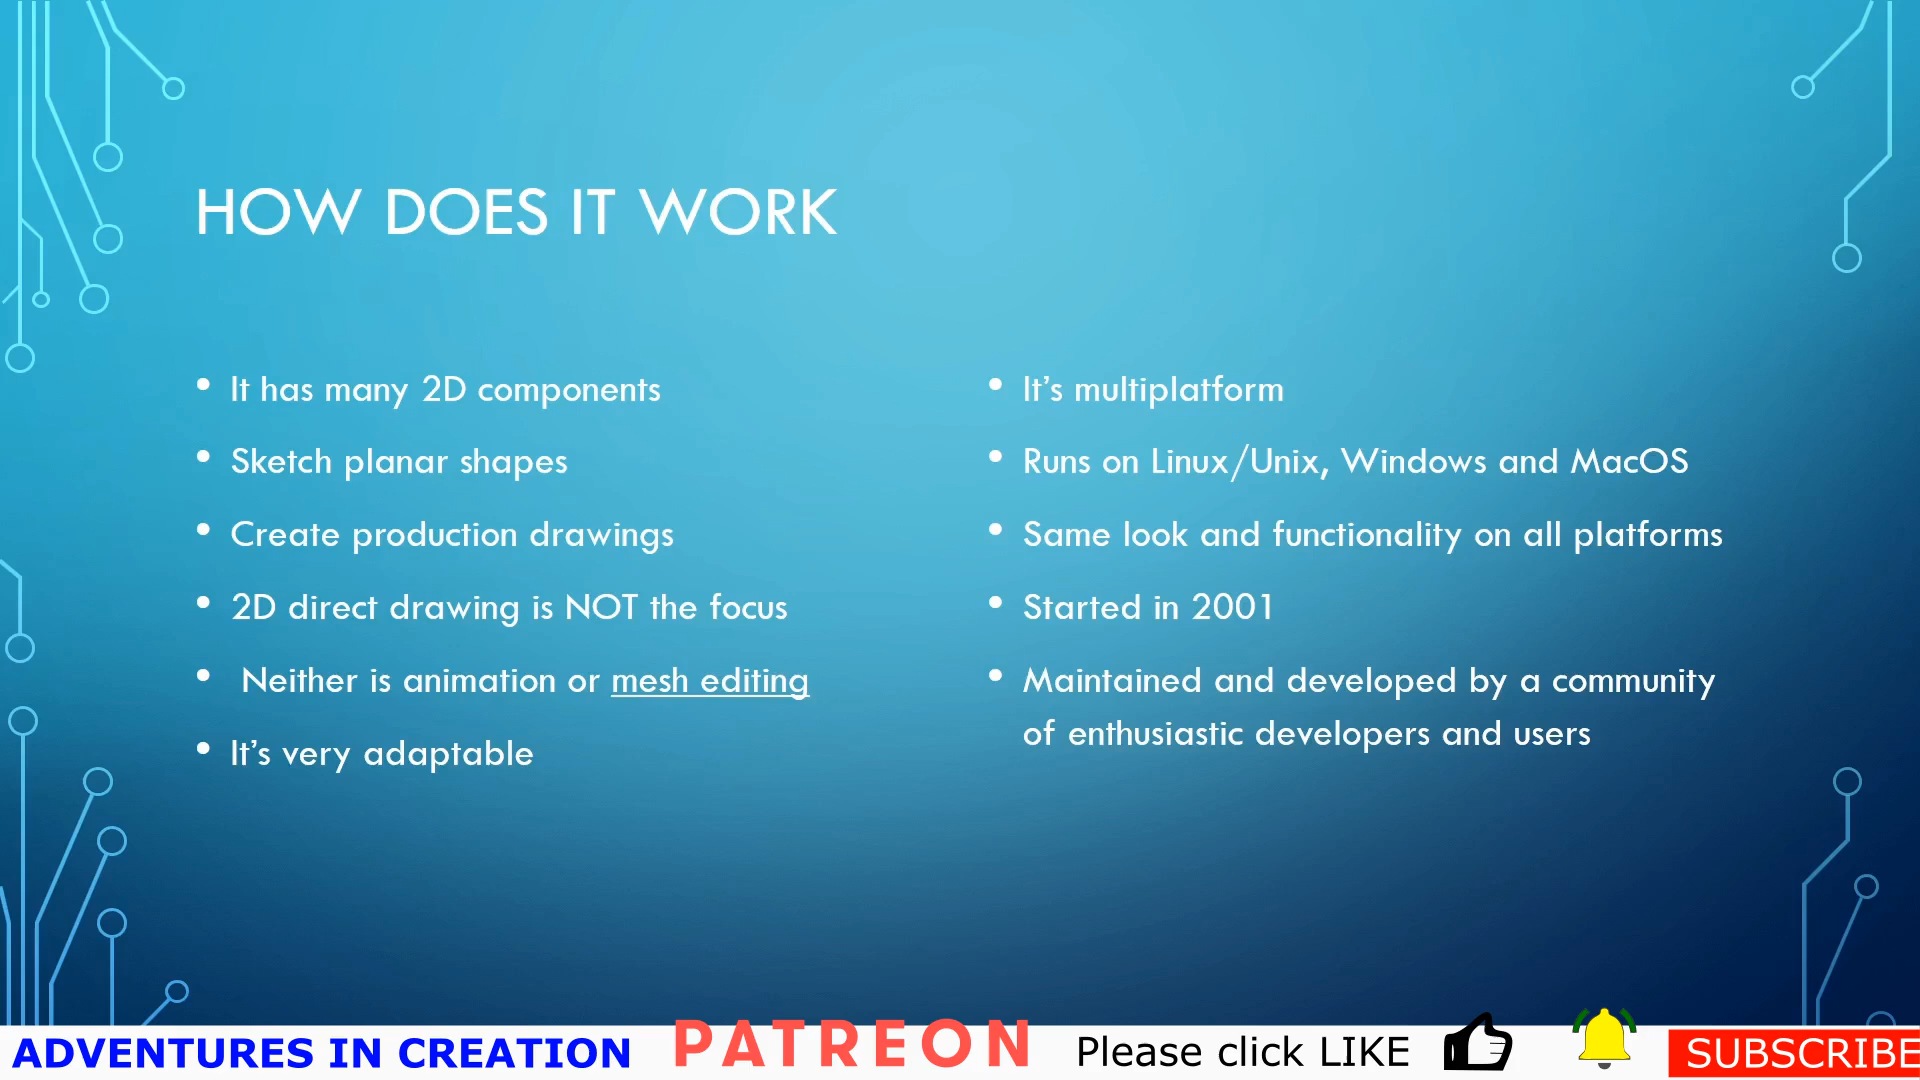 HOW DOES IT WORK
• It has many 2D components
• Sketch planar shapes
• Create production drawings
• 2D direct drawing is NOT the focus
• Neither is animation or mesh editing
• It’s very adaptable
• It’s multiplatform
• Runs on Linux/Unix, Windows and MacOS
• Same look and functionality on all platforms
• Started in 2001
• Maintained and developed by a community
of enthusiastic developers and users
ADVENTURES IN CREATION PATREON Please click LIKE SUBSCRIBE